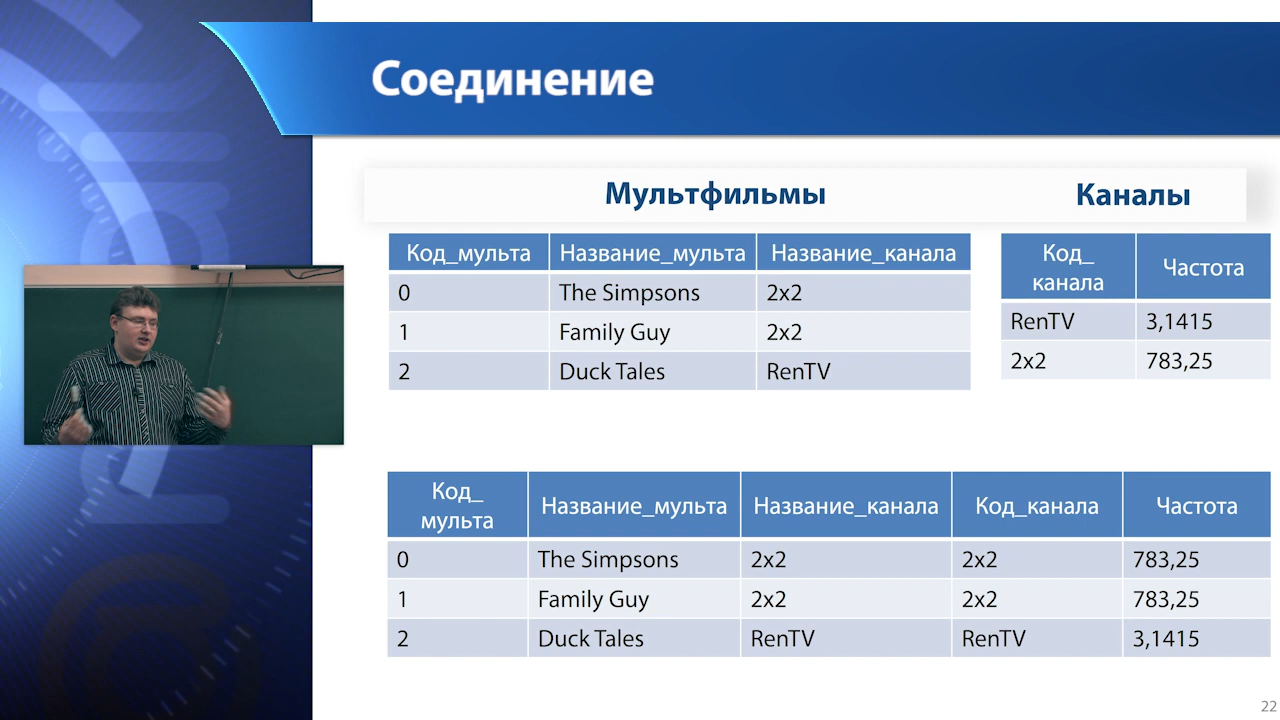 Соединение
Мультфильмы Каналы
Код_мульта Название_мульта Название_канала
0 The Simpsons 2x2
1 Family Guy 2x2
2 Duck Tales RenTV
Код_
канала Частота
RenTV 3,1415
2x2 783,25
Код_
мульта Название_мульта Название_канала Код_канала Частота
0 The Simpsons 2x2 2x2 783,25
1 Family Guy 2x2 2x2 783,25
2 Duck Tales RenTV RenTV 3,1415
22